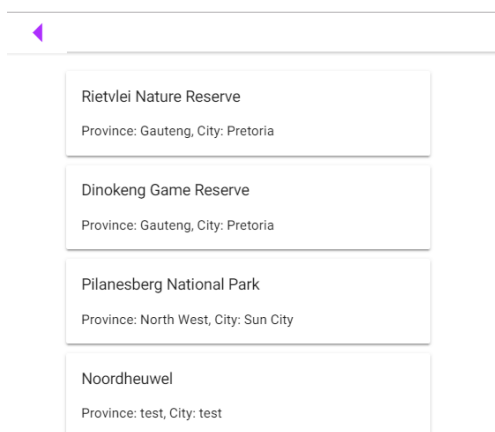 Rietvlei Nature Reserve
Province: Gauteng, City: Pretoria
Dinokeng Game Reserve
Province: Gauteng, City: Pretoria
Pilanesberg National Park
Province: North West, City: Sun City
Noordheuwel
Province: test, City: test